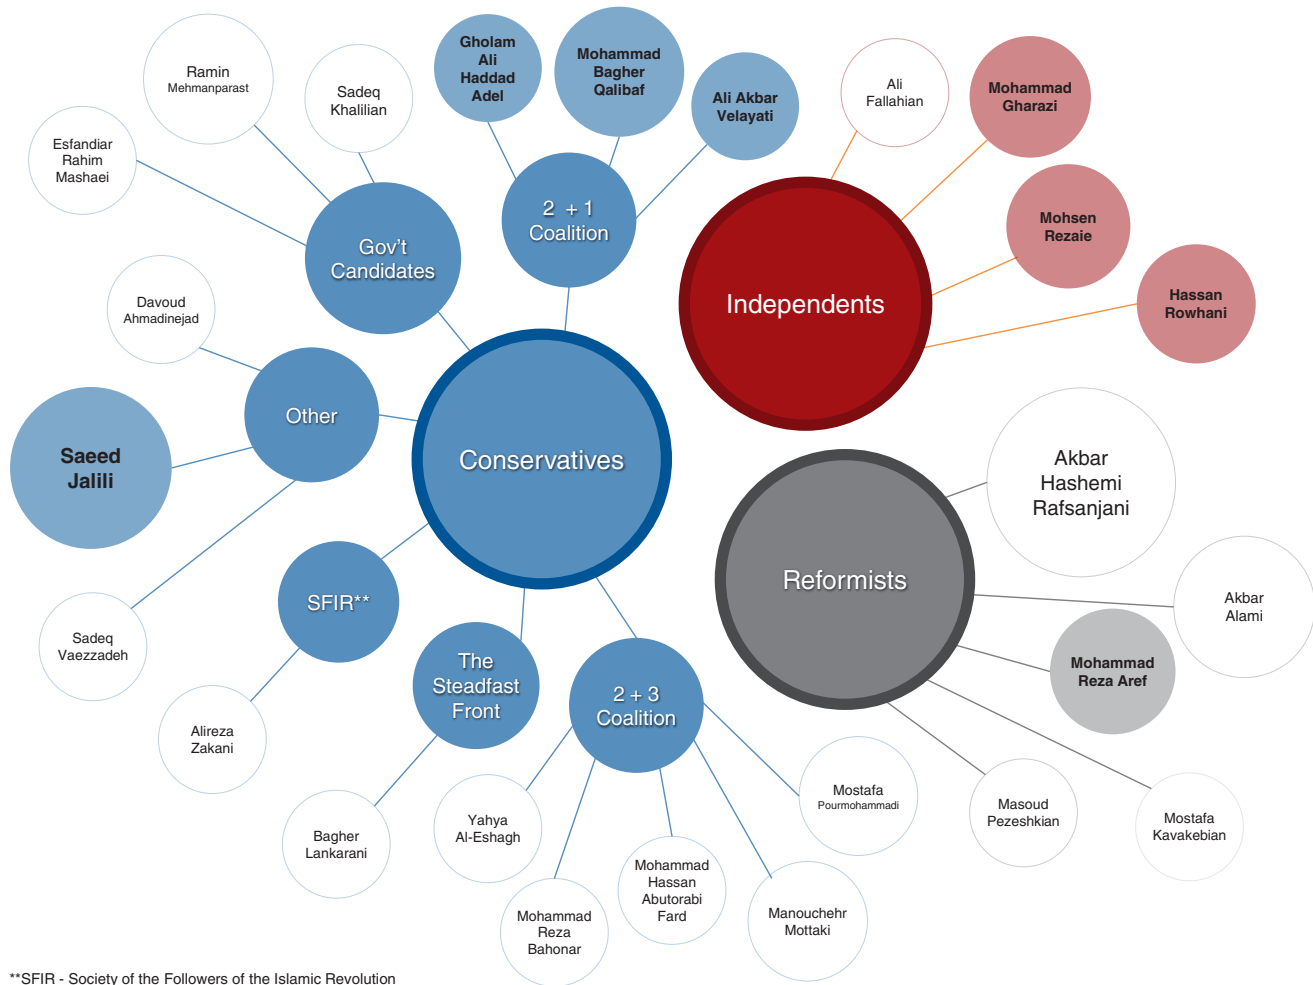 Gholam
Ali
Haddad
Adel
Mohammad
Bagher
Qalibaf
Ali Akbar
Velayati
Ramin
Mehmanparast
Sadeq
Khalilian
Esfandiar
Rahim
Mashaei
Gov't
Candidates
2 + 1
Coalition
Ali
Fallahian
Mohammad
Gharazi
Mohsen
Rezaie
Hassan
Rowhani
Independents
Davoud
Ahmadinejad
Other
Saeed
Jalili
Conservatives
Sadeq
Vaezzadeh
SFIR**
Alireza
Zakani
The
Steadfast
Front
Bagher
Lankarani
2 + 3
Coalition
Yahya
Al-Eshagh
Mohammad
Reza
Bahonar
Mohammad
Hassan
Abutorabi
Fard
Manouchehr
Mottaki
Mostafa
Pourmohammadi
Reformists
Akbar
Hashemi
Rafsanjani
Akbar
Alami
Mohammad
Reza Aref
Masoud
Pezeshkian
Mostafa
Kavakebian
**SFIR - Society of the Followers of the Islamic Revolution